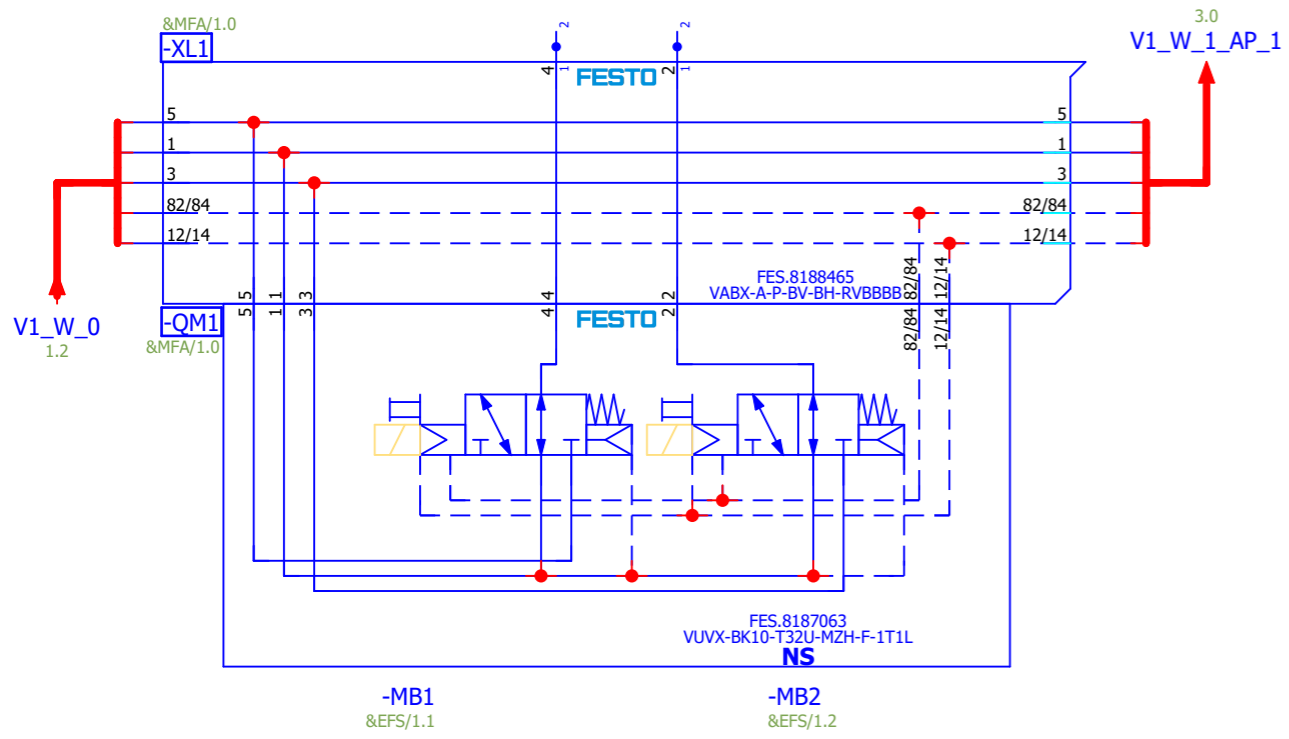 &MFA/1.0
-XL1
2
2
3.0
V1_W_1_AP_1
4
1
FESTO
2
1
5
5
1
1
3
3
82/84
82/84
12/14
12/14
FES.8188465
VABX-A-P-BV-BH-RVBBBB
5
1
3
4
2
82/84
12/14
V1_W_0
1.2
-QM1
&MFA/1.0
5
1
3
4
FESTO
2
82/84
12/14
FES.8187063
VUVX-BK10-T32U-MZH-F-1T1L
NS
-MB1
-MB2
&EFS/1.1
&EFS/1.2